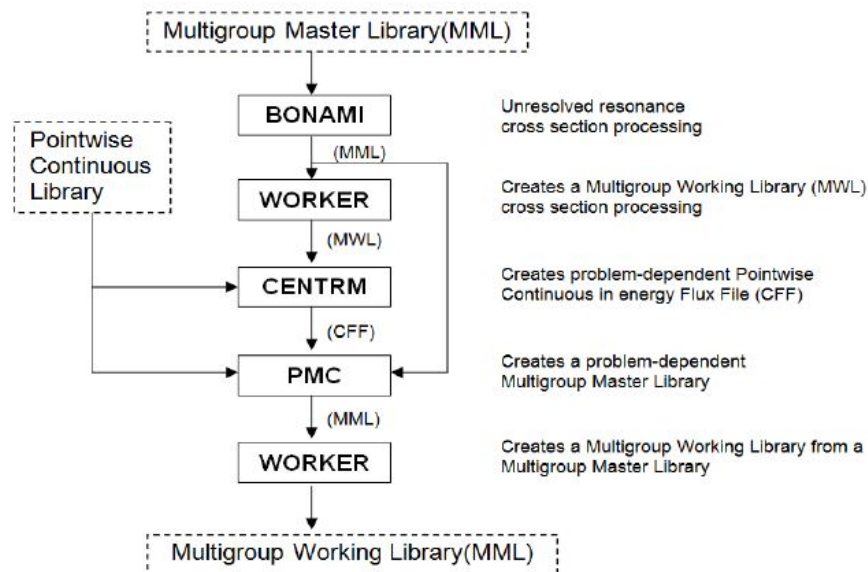 Multigroup Master Library(MML)
BONAMI
Unresolved resonance
cross section processing
Pointwise
Continuous
Library
(MML)
WORKER
Creates a Multigroup Working Library (MWL)
cross section processing
(MWL)
CENTRM
Creates problem-dependent Pointwise
Continuous in energy Flux File (CFF)
(CFF)
PMC
Creates a problem-dependent
Multigroup Master Library
(MML)
WORKER
Creates a Multigroup Working Library from a
Multigroup Master Library
Multigroup Working Library(MML)